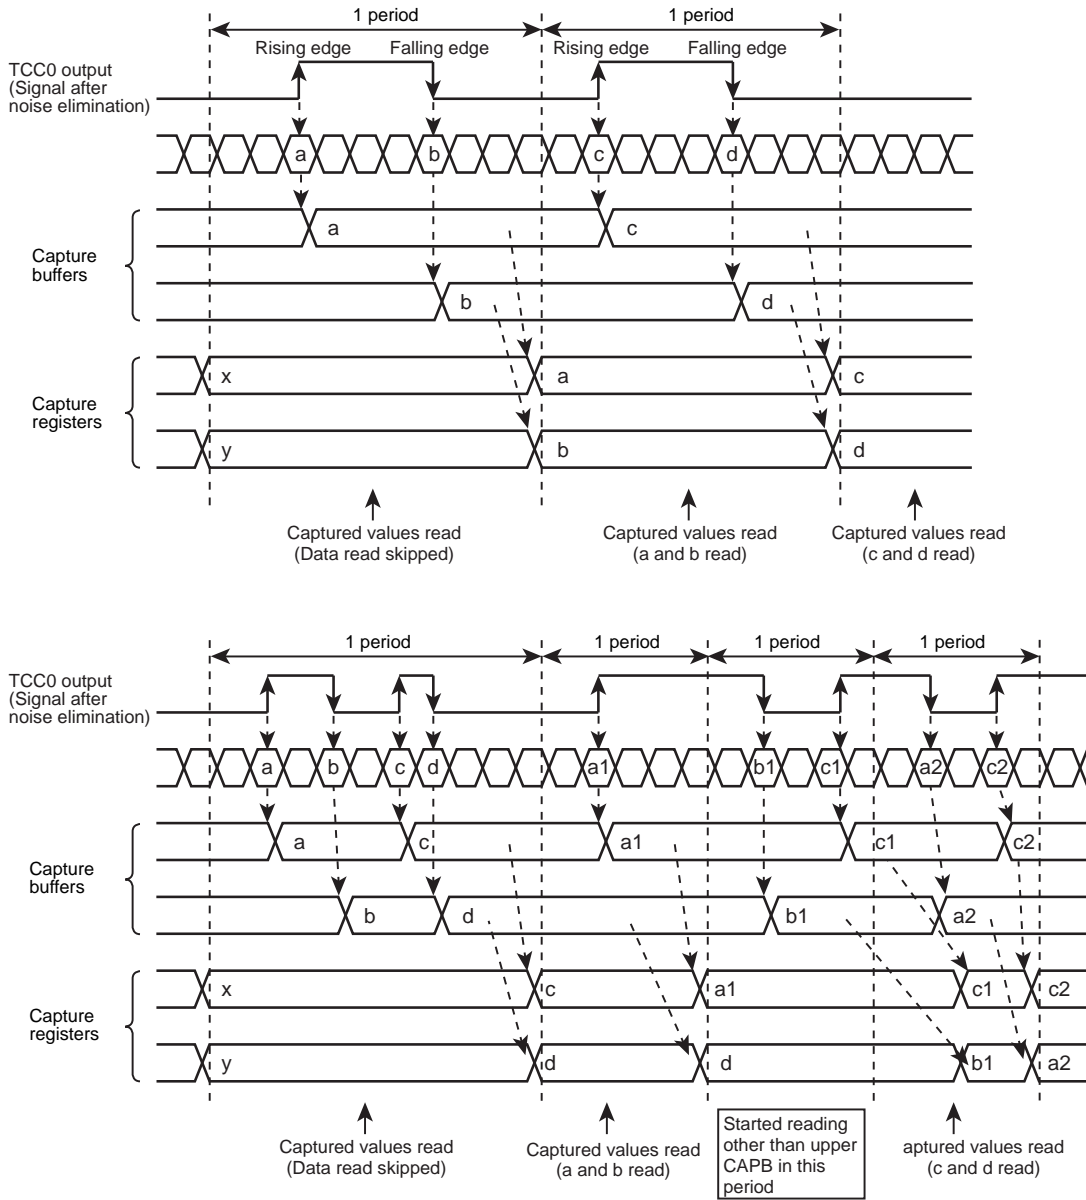 1 period 1 period
Rising edge Falling edge Rising edge Falling edge
TCC0 output
(Signal after
noise elimination)
a b c d
Capture
buffers
a c
b d
Capture
registers
x a c
y b d
Captured values read
(Data read skipped)
Captured values read
(a and b read)
Captured values read
(c and d read)
1 period 1 period 1 period 1 period
TCC0 output
(Signal after
noise elimination)
a b c d a1 b1 c1 a2 c2
Capture
buffers
a c a1 c1 c2
b d b1 a2
Capture
registers
x c a1 c1 c2
y d d b1 a2
Captured values read
(Data read skipped)
Captured values read
(a and b read)
Started reading
other than upper
CAPB in this
period
aptured values read
(c and d read)